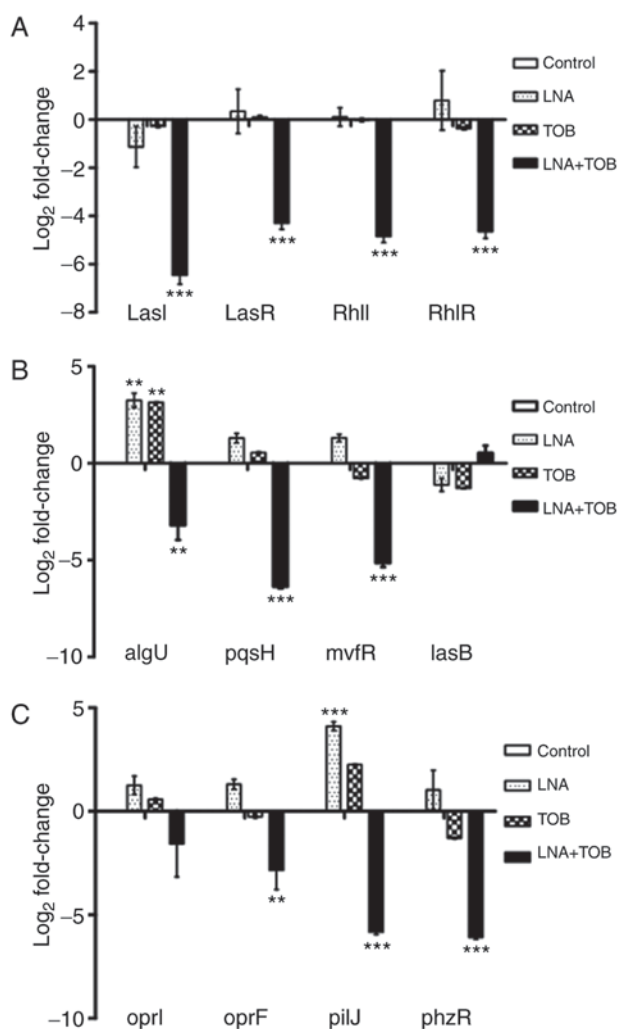 A
Log2 fold-change
4
2
0
−2
−4
−6
−8
***
***
***
***
LasI
LasR
RhlI
RhlR
Control
LNA
TOB
LNA+TOB
B
Log2 fold-change
5
0
−5
−10
**
**
**
***
***
algU
pqsH
mvfR
lasB
Control
LNA
TOB
LNA+TOB
C
Log2 fold-change
5
0
−5
−10
***
**
***
***
oprI
oprF
pilJ
phzR
Control
LNA
TOB
LNA+TOB